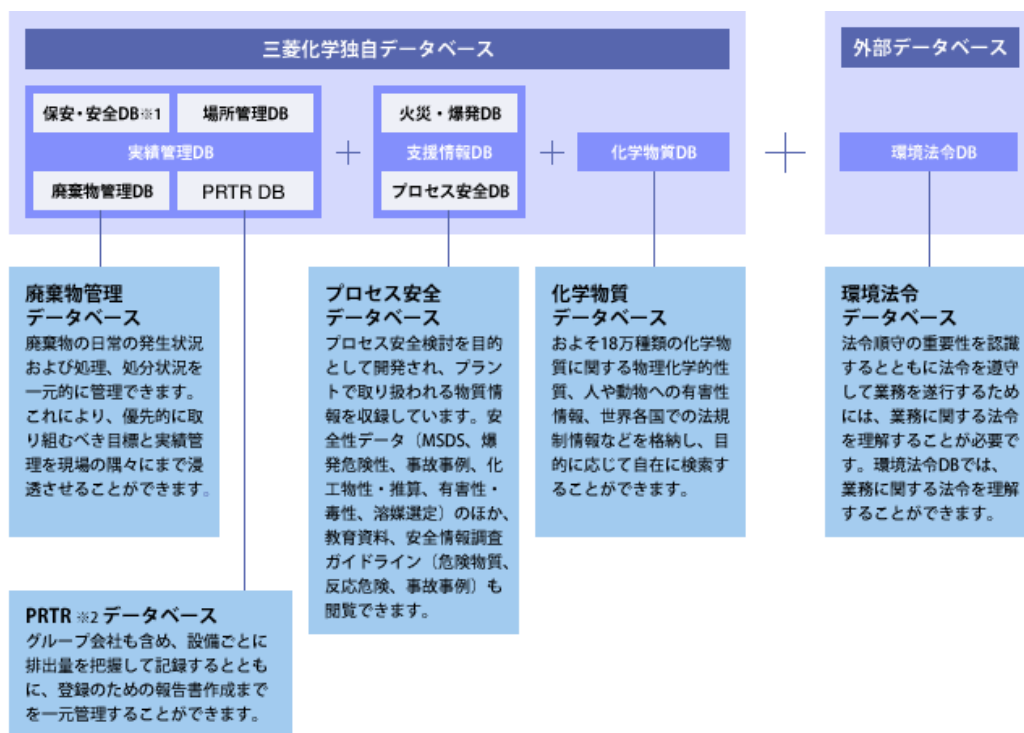 三菱化学独自データベース
外部データベース
保安・安全DB※1
場所管理DB
実績管理DB
廃棄物管理DB
PRTR DB
+
火災・爆発DB
支援情報DB
プロセス安全DB
+
化学物質DB
+
環境法令DB
廃棄物管理
データベース
廃棄物の日常の発生状況
および処理、処分状況を
一元的に管理できます。
これにより、優先的に取
り組むべき目標と実績管
理を現場の隅々にまで浸
透させることができます。
プロセス安全
データベース
プロセス安全検討を目的
として開発され、プラン
トで取り扱われる物質情
報を収録しています。安
全性データ（MSDS、爆
発危険性、事故事例、化
工物性・推算、有害性・
毒性、溶媒選定）のほか、
教育資料、安全情報調査
ガイドライン（危険物質、
反応危険、事故事例）も
閲覧できます。
化学物質
データベース
およそ18万種類の化学物
質に関する物理化学的性
質、人や動物への有害性
情報、世界各国での法規
制情報などを格納し、目
的に応じて自在に検索す
ることができます。
環境法令
データベース
法令順守の重要性を認識
するとともに法令を遵守
して業務を遂行するため
には、業務に関する法令
を理解することが必要で
す。環境法令DBでは、
業務に関する法令を理解
することができます。
PRTR ※2 データベース
グループ会社も含め、設備ごとに
排出量を把握して記録するととも
に、登録のための報告書作成まで
を一元管理することができます。